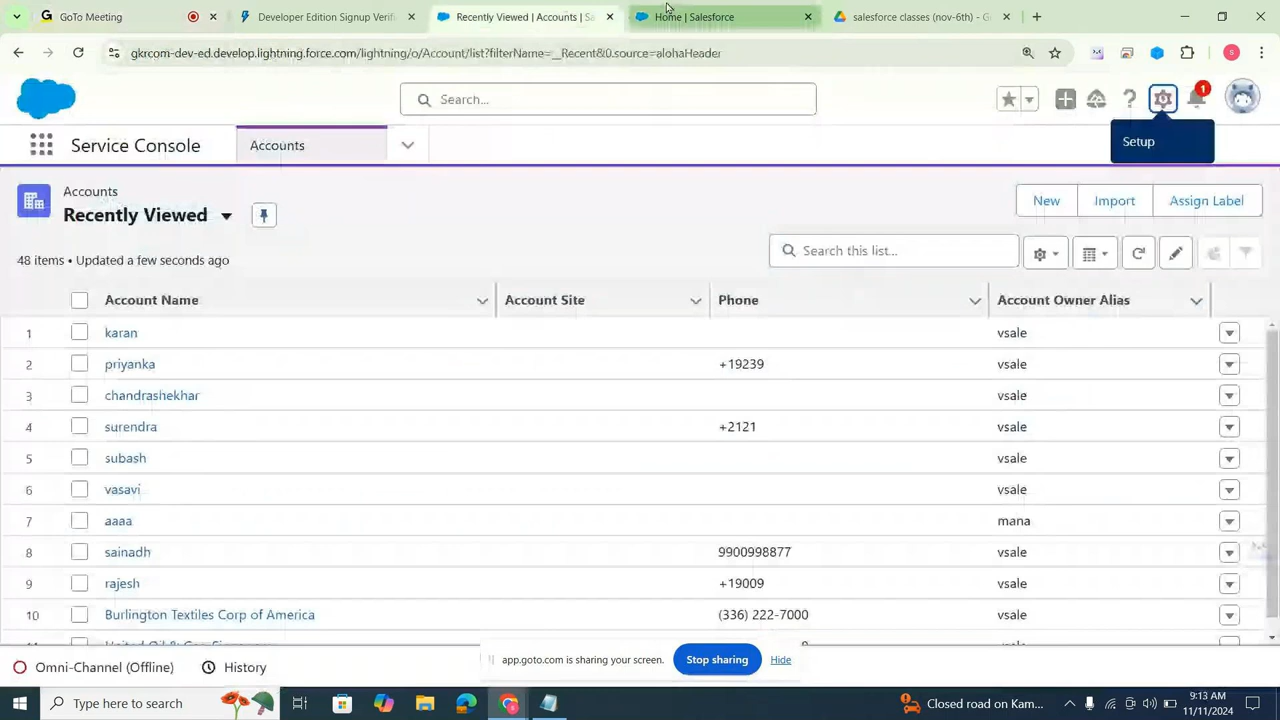 GoTo Meeting
Developer Edition Signup Verifi
Recently Viewed | Accounts | Sa
Home | Salesforce
salesforce classes (nov-6th) - G
gkrcom-dev-ed.develop.lightning.force.com/lightning/o/Account/list?filterName=__Recent&0.source=alohaHeader
S
Search...
1
Service Console
Accounts
Setup
Accounts
Recently Viewed
New
Import
Assign Label
48 items • Updated a few seconds ago
Search this list...
Account Name
Account Site
Phone
Account Owner Alias
1 karan vsale
2 priyanka +19239 vsale
3 chandrashekhar vsale
4 surendra +2121 vsale
5 subash vsale
6 vasavi vsale
7 aaaa mana
8 sainadh 9900998877 vsale
9 rajesh +19009 vsale
10 Burlington Textiles Corp of America (336) 222-7000 vsale
app.goto.com is sharing your screen.
Stop sharing
Hide
Omni-Channel (Offline)
History
Type here to search
Closed road on Kam...
9:13 AM
11/11/2024